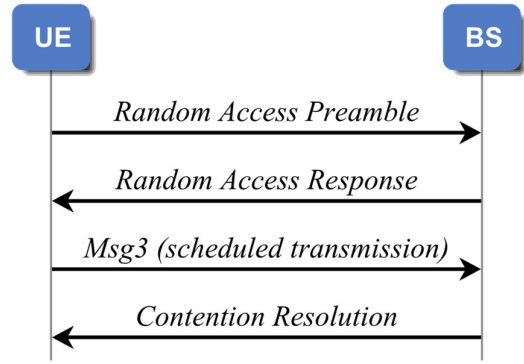 UE
BS
Random Access Preamble
Random Access Response
Msg3 (scheduled transmission)
Contention Resolution